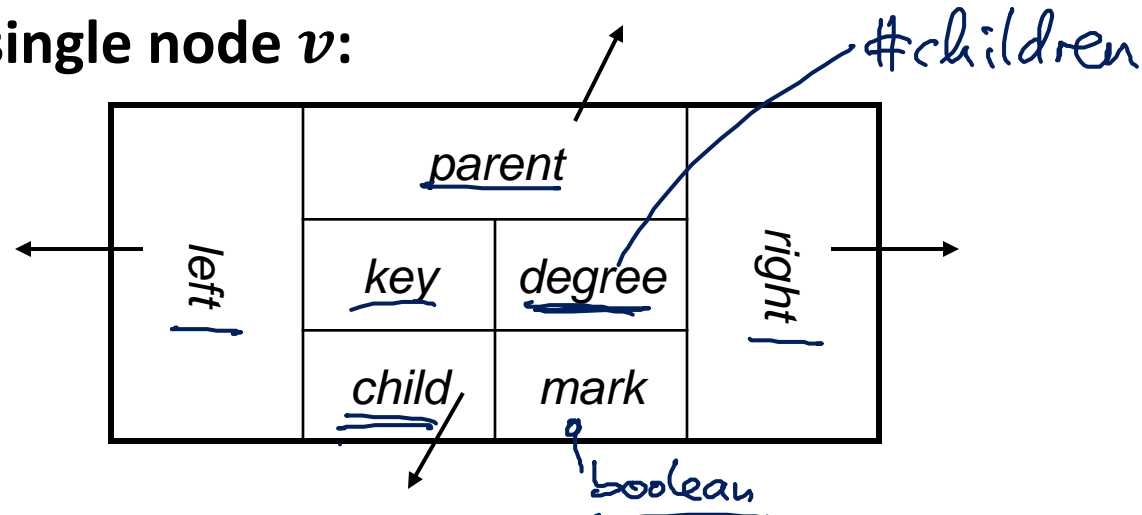 single node v:
#children
parent
left
key
degree
right
child
mark
boolean